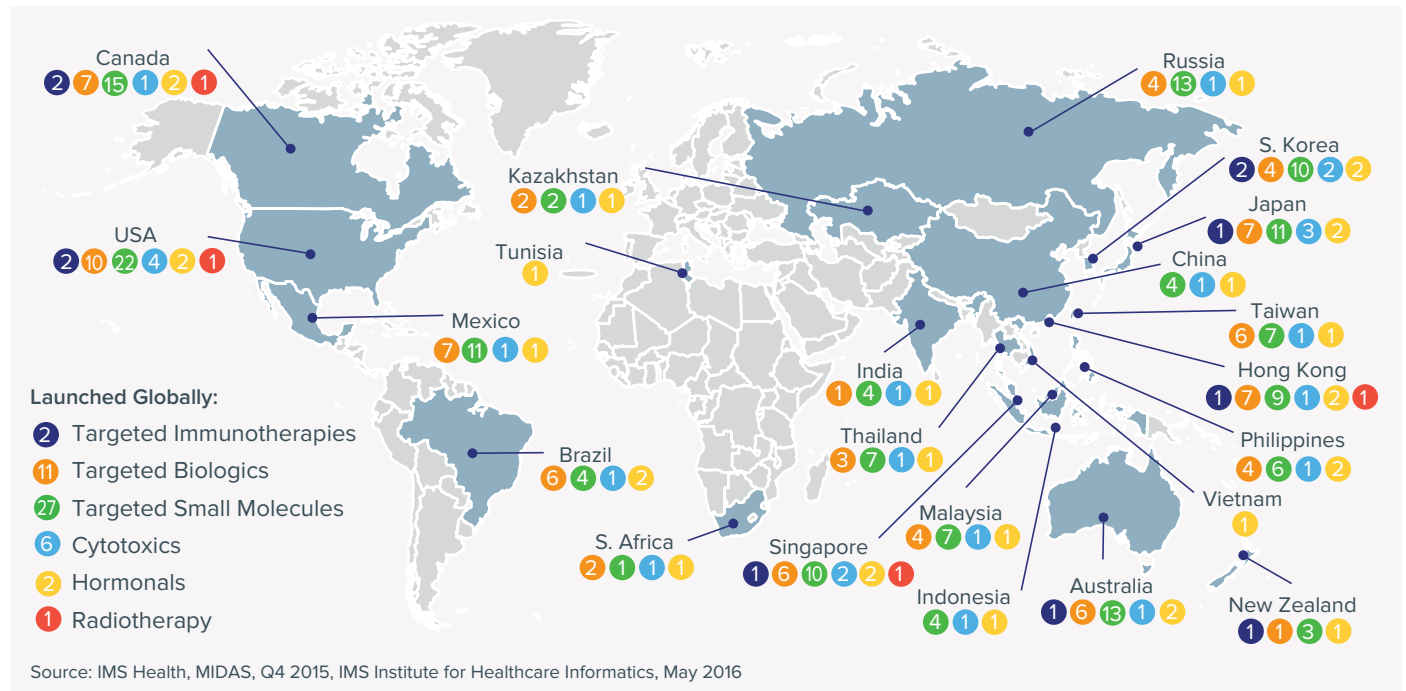 Canada
2 7 15 1 2 1
USA
2 10 22 4 2 1
Mexico
7 11 1 1
Kazakhstan
2 2 1 1
Tunisia
1
Brazil
6 4 1 2
S. Africa
2 1 1 1
Russia
4 13 1 1
S. Korea
2 4 10 2 2
Japan
1 7 11 3 2
China
4 1 1
Taiwan
6 7 1 1
Hong Kong
1 7 9 1 2 1
Philippines
4 6 1 2
Vietnam
1
India
1 4 1 1
Thailand
3 7 1 1
Malaysia
4 7 1 1
Singapore
1 6 10 2 2 1
Indonesia
4 1 1
Australia
1 6 13 1 2
New Zealand
1 1 3 1
Launched Globally:
2 Targeted Immunotherapies
11 Targeted Biologics
27 Targeted Small Molecules
6 Cytotoxics
2 Hormonals
1 Radiotherapy
Source: IMS Health, MIDAS, Q4 2015, IMS Institute for Healthcare Informatics, May 2016